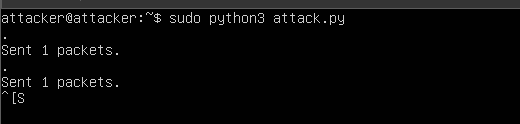 attacker@attacker:~$ sudo python3 attack.py
.
Sent 1 packets.
.
Sent 1 packets.
^[S